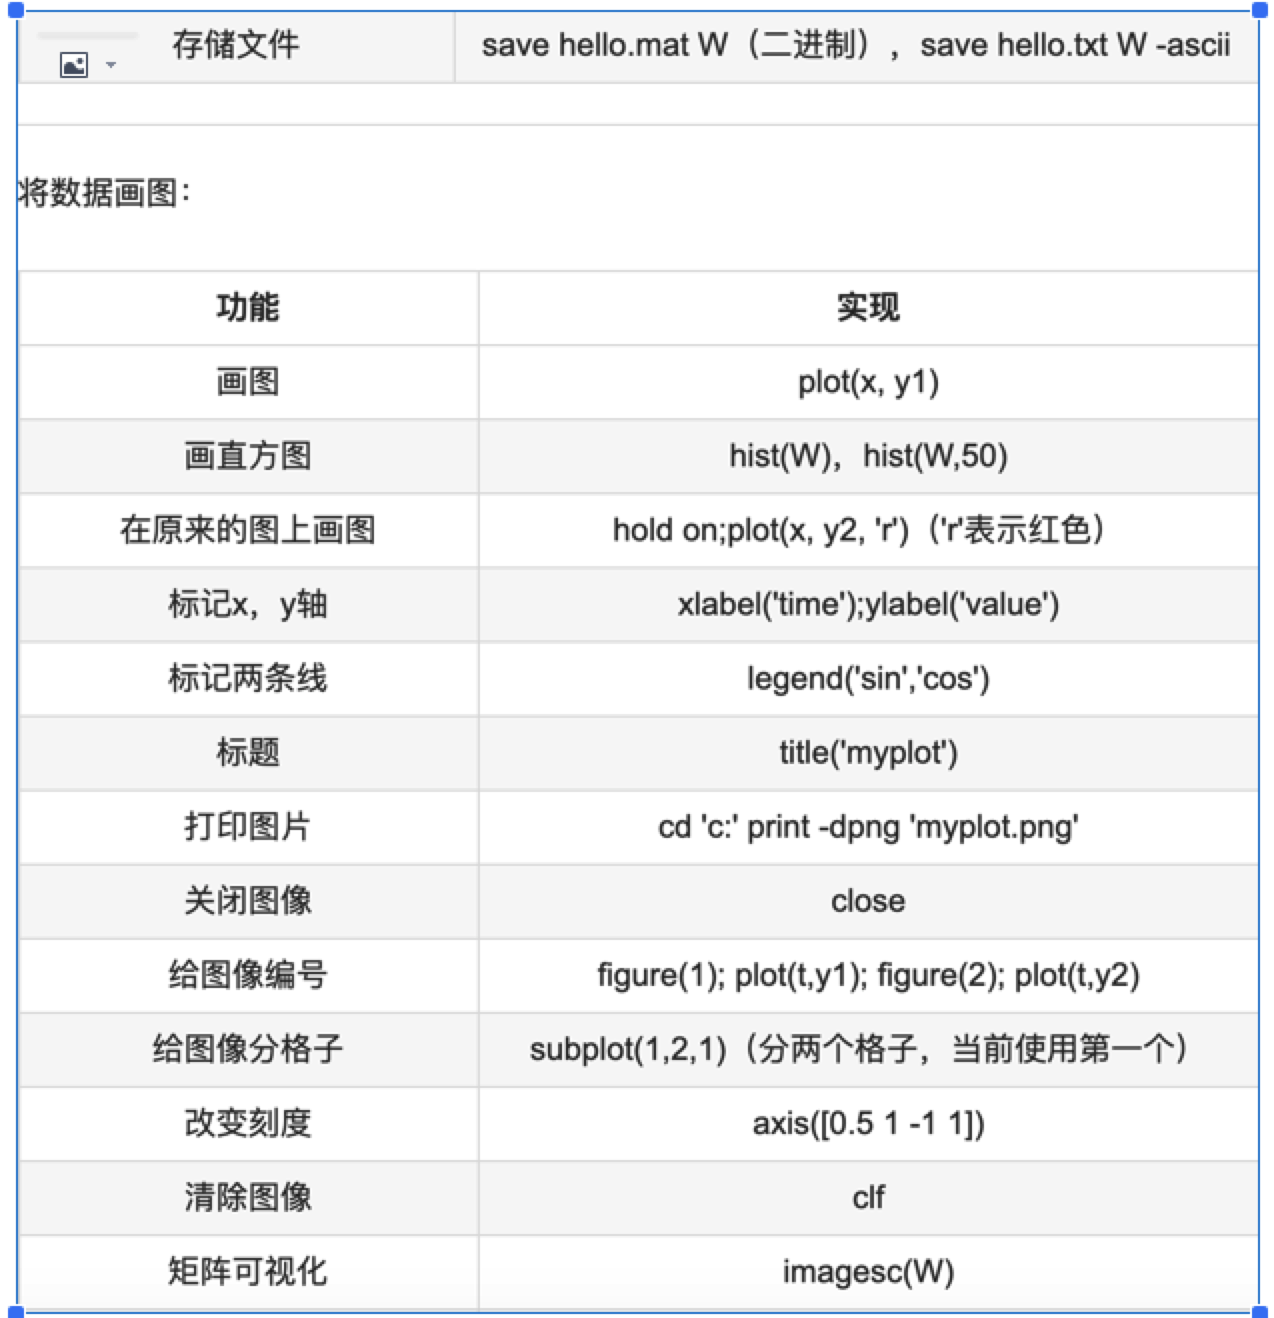 存储文件 save hello.mat W（二进制），save hello.txt W -ascii
将数据画图：
功能 实现
画图 plot(x, y1)
画直方图 hist(W)，hist(W,50)
在原来的图上画图 hold on;plot(x, y2, 'r')（'r'表示红色）
标记x，y轴 xlabel('time');ylabel('value')
标记两条线 legend('sin','cos')
标题 title('myplot')
打印图片 cd 'c:' print -dpng 'myplot.png'
关闭图像 close
给图像编号 figure(1); plot(t,y1); figure(2); plot(t,y2)
给图像分格子 subplot(1,2,1)（分两个格子，当前使用第一个）
改变刻度 axis([0.5 1 -1 1])
清除图像 clf
矩阵可视化 imagesc(W)